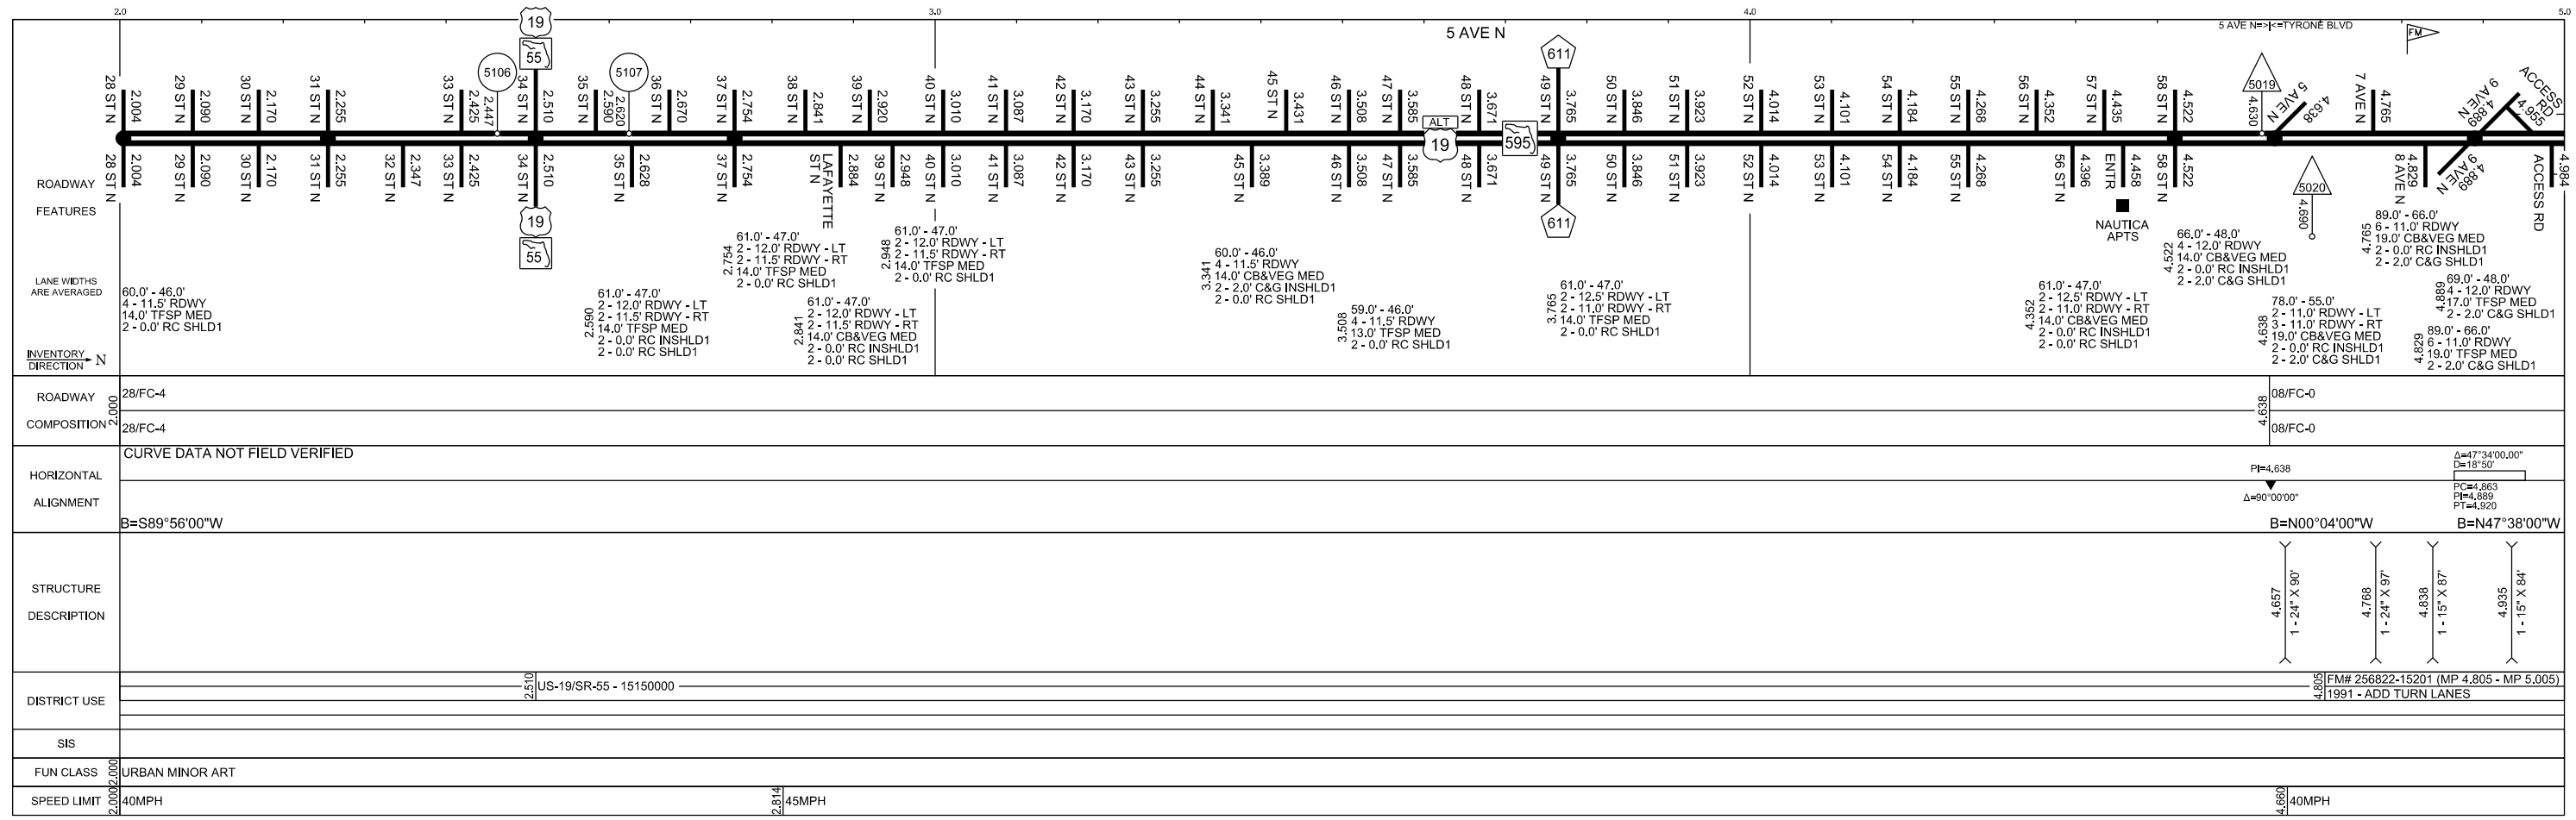 2.0
3.0
4.0
5.0
19
55
5 AVE N
611
5 AVE N=>|<=TYRONE BLVD
FM
5106
5107
5019
28 ST N 2.004
29 ST N 2.090
30 ST N 2.170
31 ST N 2.255
33 ST N 2.425
2.447
34 ST N 2.510
35 ST N 2.590
2.620
36 ST N 2.670
37 ST N 2.754
38 ST N 2.841
39 ST N 2.920
40 ST N 3.010
41 ST N 3.087
42 ST N 3.170
43 ST N 3.255
44 ST N 3.341
45 ST N 3.431
46 ST N 3.508
47 ST N 3.565
48 ST N 3.671
49 ST N 3.765
50 ST N 3.846
51 ST N 3.923
52 ST N 4.014
53 ST N 4.101
54 ST N 4.184
55 ST N 4.268
56 ST N 4.352
57 ST N 4.435
58 ST N 4.522
4.630
5 AVE N 4.638
7 AVE N 4.765
9 AVE N 4.889
ACCESS RD 4.955
ALT
19
595
ROADWAY
FEATURES
28 ST N 2.004
29 ST N 2.090
30 ST N 2.170
31 ST N 2.255
32 ST N 2.347
33 ST N 2.425
34 ST N 2.510
35 ST N 2.628
37 ST N 2.754
LAFAYETTE ST N 2.884
39 ST N 2.948
40 ST N 3.010
41 ST N 3.087
42 ST N 3.170
43 ST N 3.255
45 ST N 3.389
46 ST N 3.508
47 ST N 3.565
48 ST N 3.671
49 ST N 3.765
50 ST N 3.846
51 ST N 3.923
52 ST N 4.014
53 ST N 4.101
54 ST N 4.184
55 ST N 4.268
56 ST N 4.396
ENTR 4.458
58 ST N 4.522
5020
4.690
8 AVE N 4.829
9 AVE N 4.889
ACCESS RD 4.984
19
55
611
NAUTICA
APTS
LANE WIDTHS
ARE AVERAGED
60.0' - 46.0'
4 - 11.5' RDWY
14.0' TFSP MED
2 - 0.0' RC SHLD1
2.590
61.0' - 47.0'
2 - 12.0' RDWY - LT
2 - 11.5' RDWY - RT
14.0' TFSP MED
2 - 0.0' RC INSHLD1
2 - 0.0' RC SHLD1
2.754
61.0' - 47.0'
2 - 12.0' RDWY - LT
2 - 11.5' RDWY - RT
14.0' TFSP MED
2 - 0.0' RC SHLD1
2.841
61.0' - 47.0'
2 - 12.0' RDWY - LT
2 - 11.5' RDWY - RT
14.0' CB&VEG MED
2 - 0.0' RC INSHLD1
2 - 0.0' RC SHLD1
2.948
61.0' - 47.0'
2 - 12.0' RDWY - LT
2 - 11.5' RDWY - RT
14.0' TFSP MED
2 - 0.0' RC SHLD1
3.341
60.0' - 46.0'
4 - 11.5' RDWY
14.0' CB&VEG MED
2 - 2.0' C&G INSHLD1
2 - 0.0' RC SHLD1
3.508
59.0' - 46.0'
4 - 11.5' RDWY
13.0' TFSP MED
2 - 0.0' RC SHLD1
3.765
61.0' - 47.0'
2 - 12.5' RDWY - LT
2 - 11.0' RDWY - RT
14.0' TFSP MED
2 - 0.0' RC SHLD1
4.352
61.0' - 47.0'
2 - 12.5' RDWY - LT
2 - 11.0' RDWY - RT
14.0' CB&VEG MED
2 - 0.0' RC INSHLD1
2 - 0.0' RC SHLD1
4.522
66.0' - 48.0'
4 - 12.0' RDWY
14.0' CB&VEG MED
2 - 0.0' RC INSHLD1
2 - 2.0' C&G SHLD1
4.638
78.0' - 55.0'
2 - 11.0' RDWY - LT
3 - 11.0' RDWY - RT
19.0' CB&VEG MED
2 - 0.0' RC INSHLD1
2 - 2.0' C&G SHLD1
4.765
89.0' - 66.0'
6 - 11.0' RDWY
19.0' CB&VEG MED
2 - 0.0' RC INSHLD1
2 - 2.0' C&G SHLD1
4.829
89.0' - 66.0'
6 - 11.0' RDWY
19.0' TFSP MED
2 - 2.0' C&G SHLD1
4.889
69.0' - 48.0'
4 - 12.0' RDWY
17.0' TFSP MED
2 - 2.0' C&G SHLD1
INVENTORY
DIRECTION N
ROADWAY
COMPOSITION
2.000
28/FC-4
28/FC-4
4.638
08/FC-0
08/FC-0
HORIZONTAL
ALIGNMENT
CURVE DATA NOT FIELD VERIFIED
B=S89°56'00"W
PI=4.638
Δ=90°00'00"
B=N00°04'00"W
Δ=47°34'00.00"
D=18°50'
PC=4.863
PI=4.889
PT=4.920
B=N47°38'00"W
STRUCTURE
DESCRIPTION
4.657
1 - 24" X 90'
4.768
1 - 24" X 97'
4.838
1 - 15" X 87'
4.935
1 - 15" X 84'
DISTRICT USE
2.510
US-19/SR-55 - 15150000
4.805
FM# 256822-15201 (MP 4.805 - MP 5.005)
1991 - ADD TURN LANES
SIS
FUN CLASS
2.000
URBAN MINOR ART
SPEED LIMIT
2.000
40MPH
2.814
45MPH
4.660
40MPH